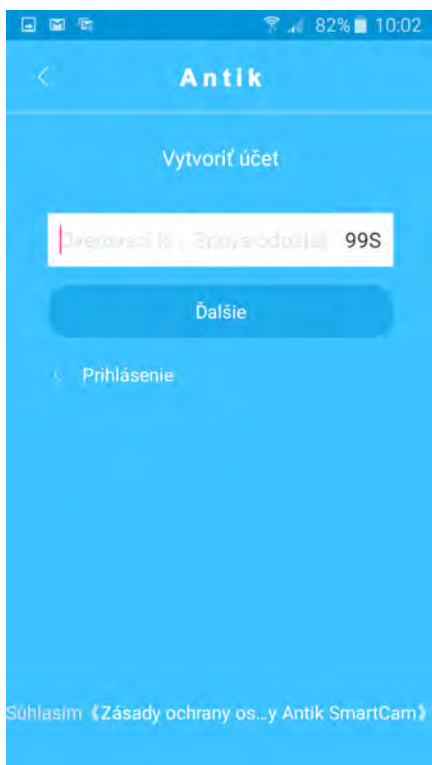 82% 10:02
Antik
Vytvoriť účet
99S
Ďalšie
Prihlásenie
Súhlasím 《Zásady ochrany os...y Antik SmartCam》